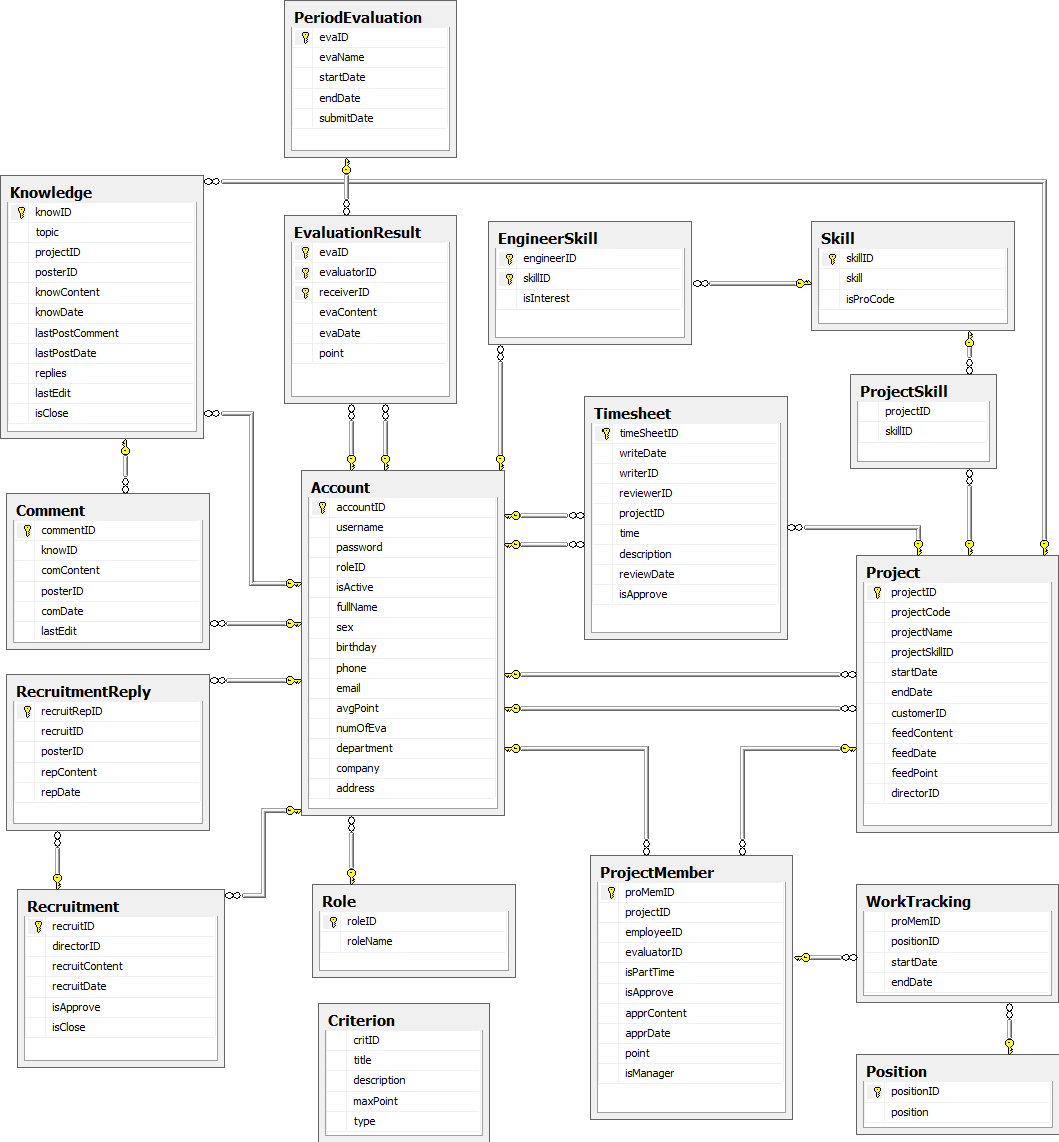 PeriodEvaluation
evaID
evaName
startDate
endDate
submitDate
Knowledge
knowID
topic
projectID
posterID
knowContent
knowDate
lastPostComment
lastPostDate
replies
lastEdit
isClose
EvaluationResult
evaID
evaluatorID
receiverID
evaContent
evaDate
point
EngineerSkill
engineerID
skillID
isInterest
Skill
skillID
skill
isProCode
ProjectSkill
projectID
skillID
Timesheet
timeSheetID
writeDate
writerID
reviewerID
projectID
time
description
reviewDate
isApprove
Account
accountID
username
password
roleID
isActive
fullName
sex
birthday
phone
email
avgPoint
numOfEva
department
company
address
Comment
commentID
knowID
comContent
posterID
comDate
lastEdit
Project
projectID
projectCode
projectName
projectSkillID
startDate
endDate
customerID
feedContent
feedDate
feedPoint
directorID
RecruitmentReply
recruitRepID
recruitID
posterID
repContent
repDate
Recruitment
recruitID
directorID
recruitContent
recruitDate
isApprove
isClose
Role
roleID
roleName
ProjectMember
proMemID
projectID
employeeID
evaluatorID
isPartTime
isApprove
apprContent
apprDate
point
isManager
WorkTracking
proMemID
positionID
startDate
endDate
Criterion
critID
title
description
maxPoint
type
Position
positionID
position